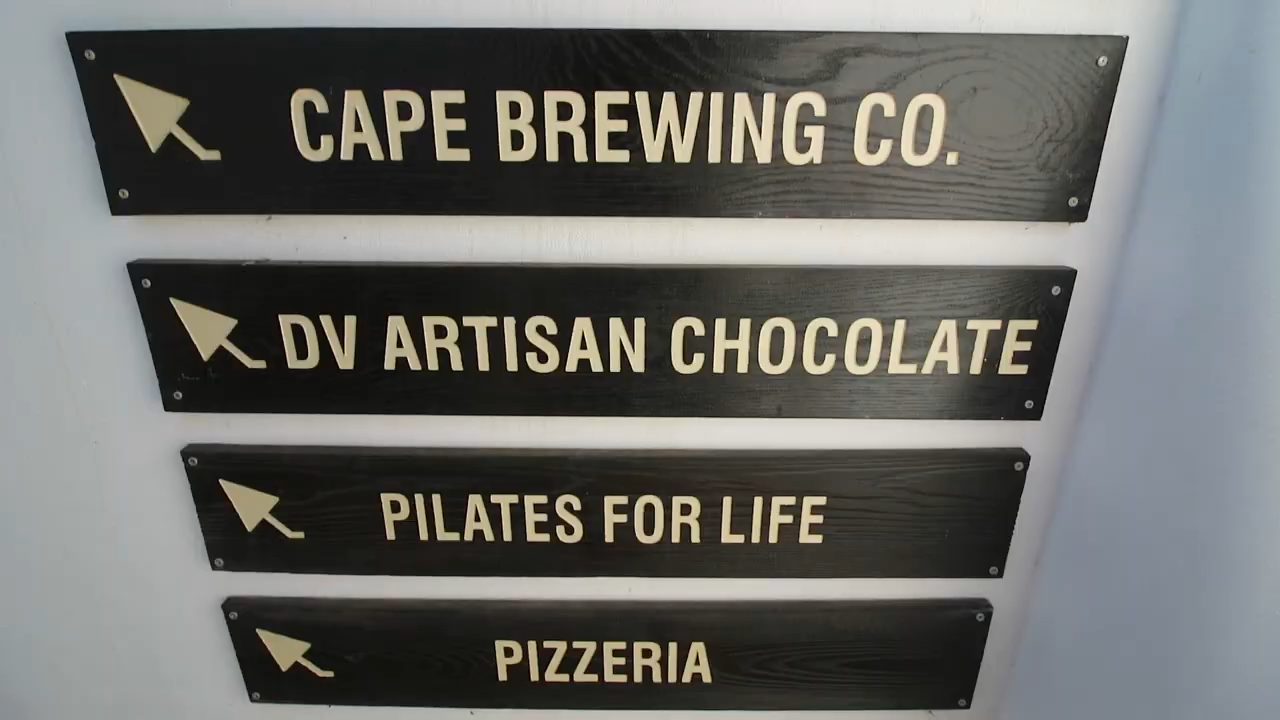 CAPE BREWING CO.
DV ARTISAN CHOCOLATE
PILATES FOR LIFE
PIZZERIA